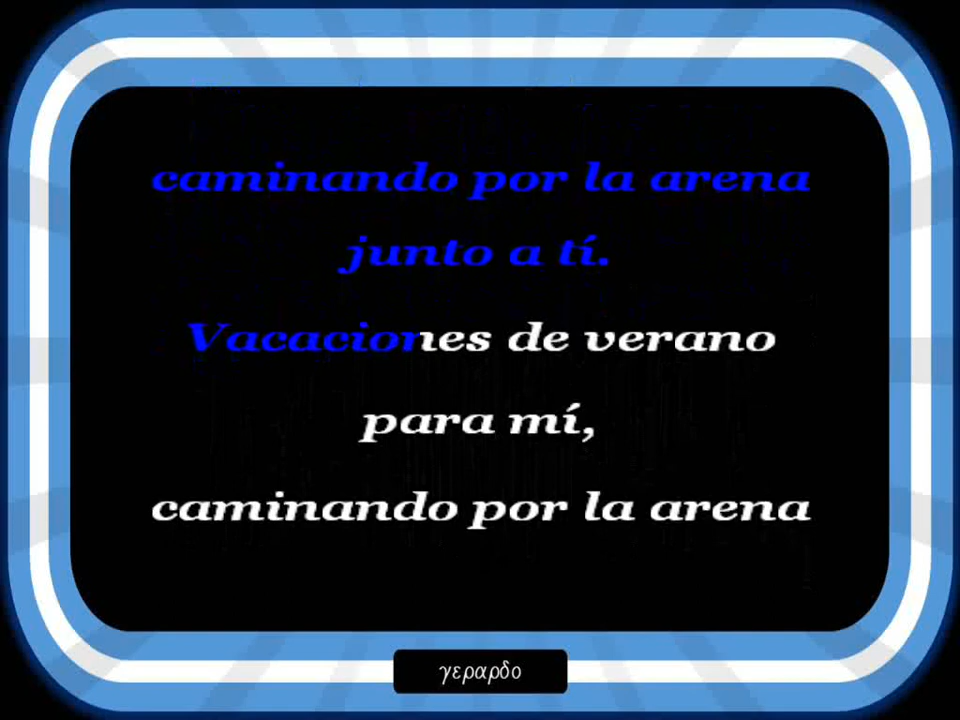 caminando por la arena
junto a tí.
Vacaciones de verano
para mí,
caminando por la arena
γεραρδο